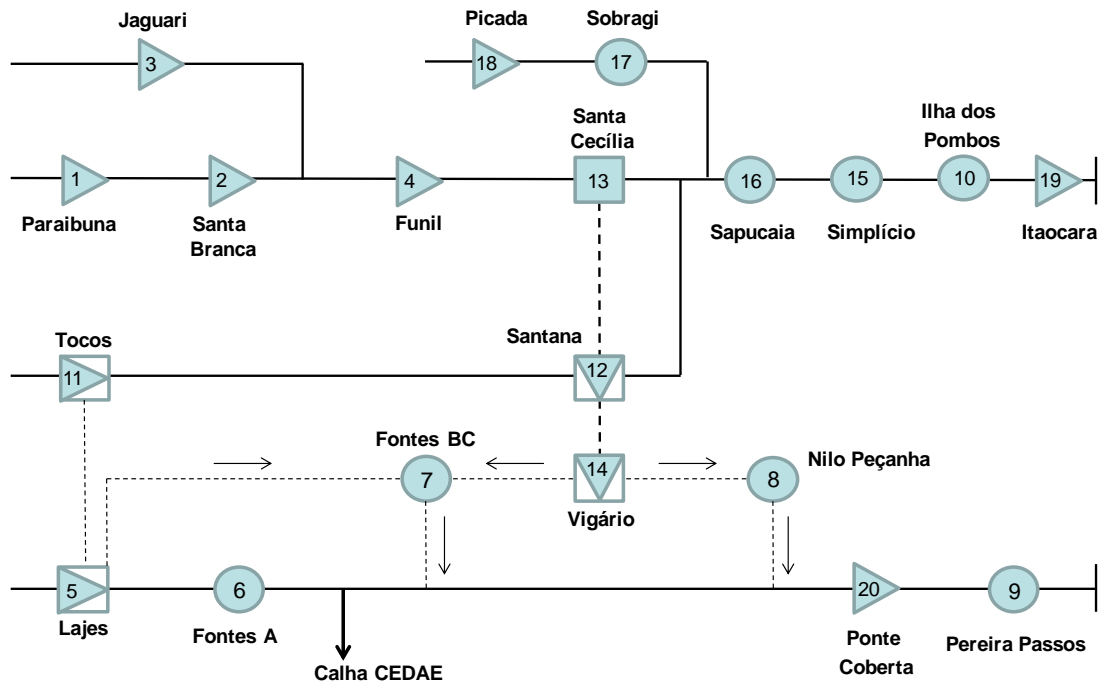 Jaguari
3
Picada
18
Sobragi
17
Santa
Cecília
13
Ilha dos
Pombos
10
1
Paraibuna
2
Santa
Branca
4
Funil
16
Sapucaia
15
Simplício
19
Itaocara
Tocos
11
Santana
12
Fontes BC
7
14
Vigário
8
Nilo Peçanha
5
Lajes
6
Fontes A
Calha CEDAE
20
Ponte
Coberta
9
Pereira Passos